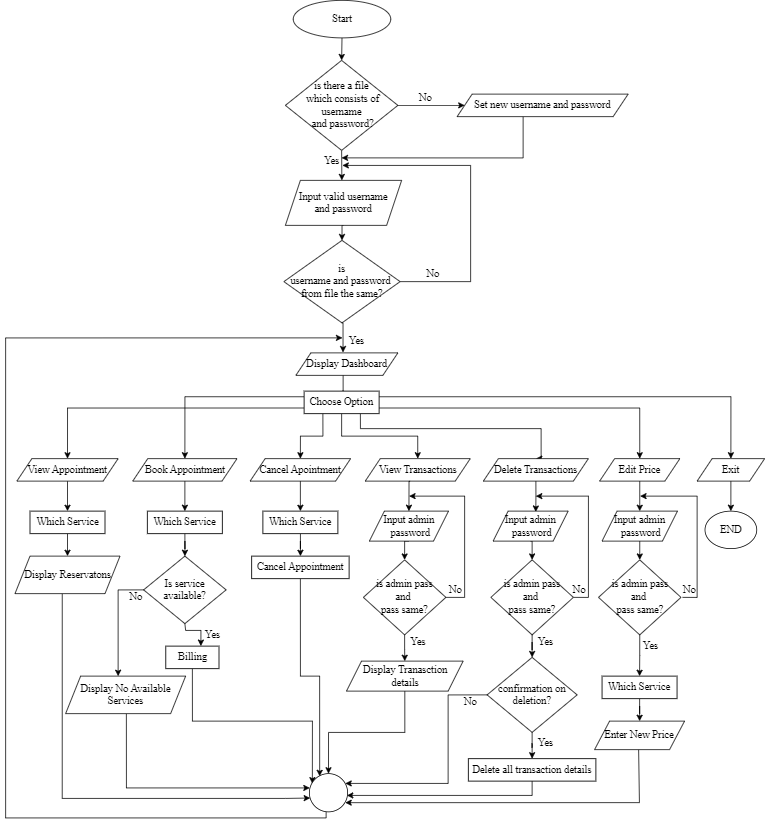 Start
is there a file
which consists of
username
and password?
No
Set new username and password
Yes
Input valid username
and password
is
username and password
from file the same?
No
Yes
Display Dashboard
Choose Option
View Appointment
Book Appointment
Cancel Apointment
View Transactions
Delete Transactions
Edit Price
Exit
Which Service
Which Service
Which Service
Input admin
password
Input admin
password
Input admin
password
END
Display Reservatons
Is service
available?
Cancel Appointment
is admin pass
and
pass same?
No
is admin pass
and
pass same?
No
is admin pass
and
pass same?
No
No
Yes
Yes
Yes
Yes
Billing
Display No Available
Services
Display Tranasction
details
confirmation on
deletion?
No
Which Service
Yes
Enter New Price
Delete all transaction details